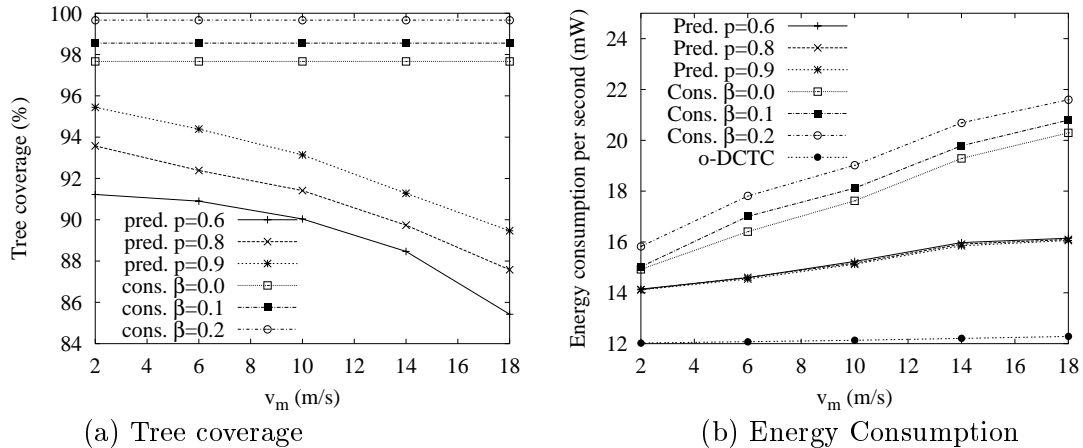 100
98
96
94
92
90
88
86
84
Tree coverage (%)
pred. p=0.6
pred. p=0.8
pred. p=0.9
cons. β=0.0
cons. β=0.1
cons. β=0.2
2 6 10 14 18
v_m (m/s)
(a) Tree coverage
24
22
20
18
16
14
12
Energy consumption per second (mW)
Pred. p=0.6
Pred. p=0.8
Pred. p=0.9
Cons. β=0.0
Cons. β=0.1
Cons. β=0.2
o-DCTC
2 4 6 8 10 12 14 16 18
v_m (m/s)
(b) Energy Consumption